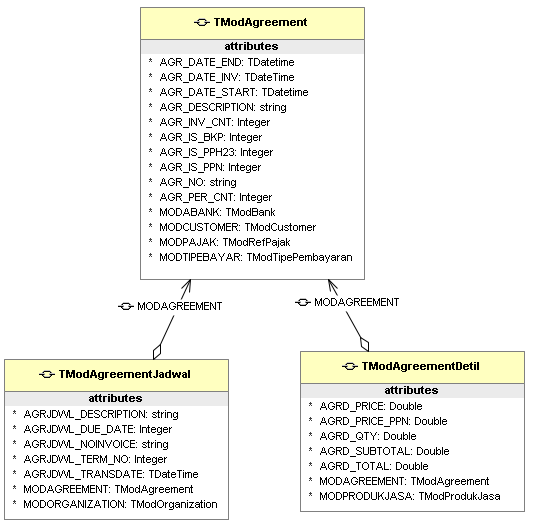 TModAgreement
attributes
* AGR_DATE_END: TDatetime
* AGR_DATE_INV: TDateTime
* AGR_DATE_START: TDatetime
* AGR_DESCRIPTION: string
* AGR_INV_CNT: Integer
* AGR_IS_BKP: Integer
* AGR_IS_PPH23: Integer
* AGR_IS_PPN: Integer
* AGR_NO: string
* AGR_PER_CNT: Integer
* MODABANK: TModBank
* MODCUSTOMER: TModCustomer
* MODPAJAK: TModRefPajak
* MODTIPEBAYAR: TModTipePembayaran
MODAGREEMENT
MODAGREEMENT
TModAgreementJadwal
attributes
* AGRJDWL_DESCRIPTION: string
* AGRJDWL_DUE_DATE: Integer
* AGRJDWL_NOINVOICE: string
* AGRJDWL_TERM_NO: Integer
* AGRJDWL_TRANSDATE: TDateTime
* MODAGREEMENT: TModAgreement
* MODORGANIZATION: TModOrganization
TModAgreementDetil
attributes
* AGRD_PRICE: Double
* AGRD_PRICE_PPN: Double
* AGRD_QTY: Double
* AGRD_SUBTOTAL: Double
* AGRD_TOTAL: Double
* MODAGREEMENT: TModAgreement
* MODPRODUKJASA: TModProdukJasa